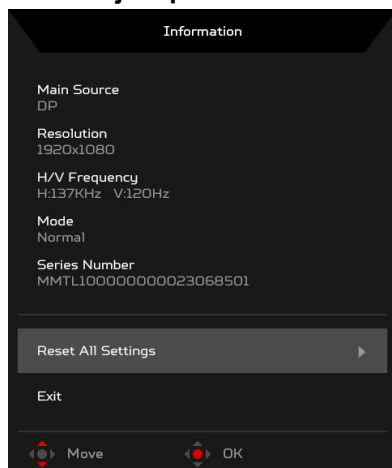 Information
Main Source
DP
Resolution
1920x1080
H/V Frequency
H:137KHz V:120Hz
Mode
Normal
Series Number
MMTL100000000023068501
Reset All Settings
Exit
Move OK